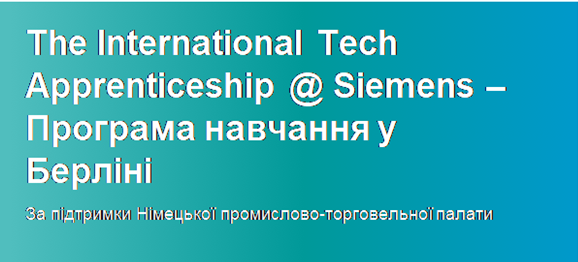 The International Tech
Apprenticeship @ Siemens –
Програма навчання у
Берліні
За підтримки Німецької промислово-торговельної палати